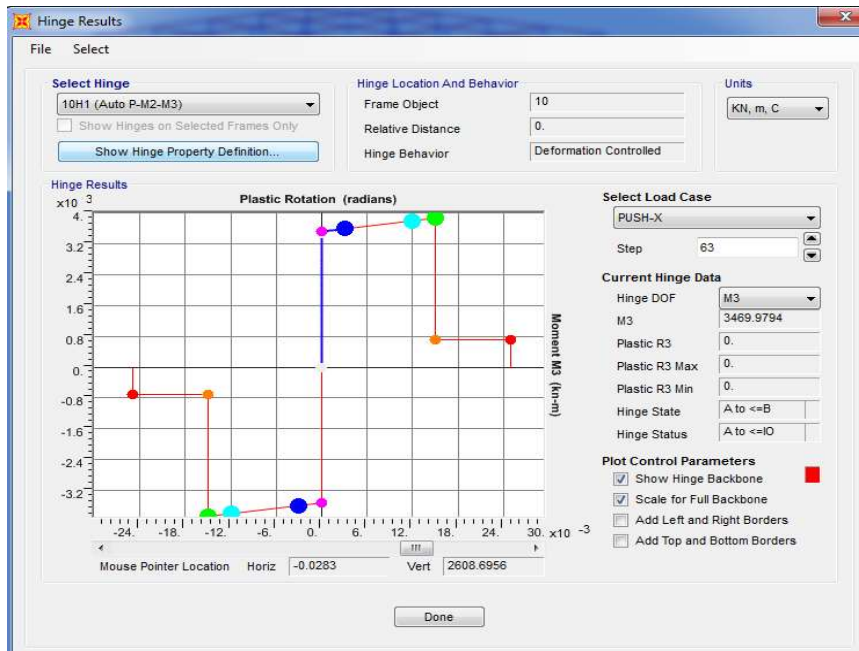 Hinge Results
File Select
Select Hinge
10H1 (Auto P-M2-M3)
Show Hinges on Selected Frames Only
Show Hinge Property Definition...
Hinge Location And Behavior
Frame Object 10
Relative Distance 0.
Hinge Behavior Deformation Controlled
Units
KN, m, C
Hinge Results
x10 3
Plastic Rotation (radians)
4.
3.2
2.4
1.6
0.8
0.
-0.8
-1.6
-2.4
-3.2
-24. -18. -12. -6. 0. 6. 12. 18. 24. 30. x10 -3
Moment M3 (kn-m)
Mouse Pointer Location Horiz -0.0283 Vert 2608.6956
Select Load Case
PUSH-X
Step 63
Current Hinge Data
Hinge DOF M3
M3 3469.9794
Plastic R3 0.
Plastic R3 Max 0.
Plastic R3 Min 0.
Hinge State A to <=B
Hinge Status A to <=IO
Plot Control Parameters
Show Hinge Backbone
Scale for Full Backbone
Add Left and Right Borders
Add Top and Bottom Borders
Done